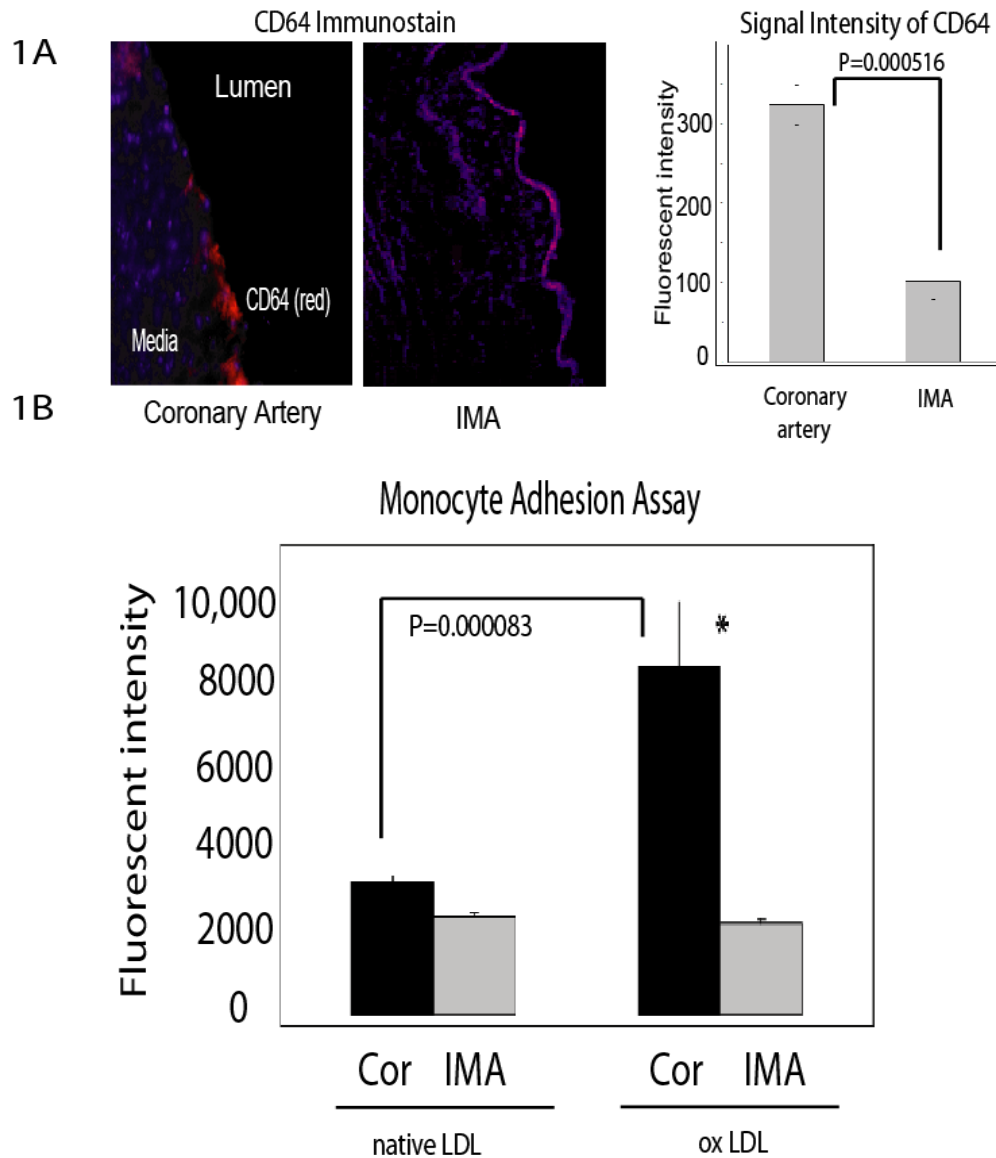 1A
CD64 Immunostain
Lumen
CD64 (red)
Media
Coronary Artery
IMA
Signal Intensity of CD64
P=0.000516
Fluorescent intensity
300
200
100
0
Coronary
artery
IMA
1B
Monocyte Adhesion Assay
Fluorescent intensity
10,000
8000
6000
4000
2000
0
P=0.000083
*
Cor IMA
Cor IMA
native LDL
ox LDL